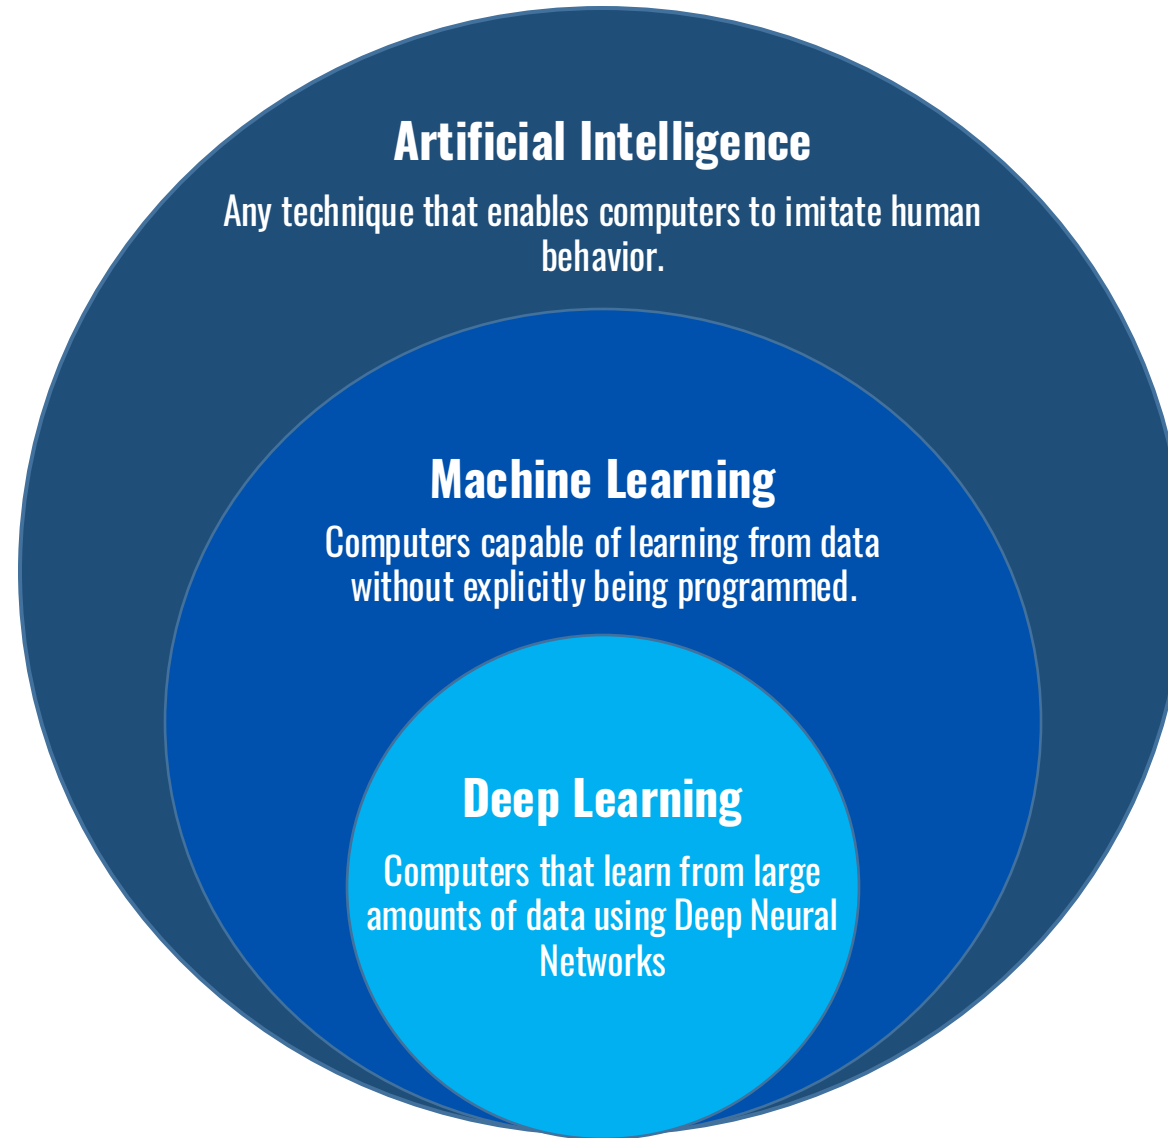 Artificial Intelligence
Any technique that enables computers to imitate human
behavior.
Machine Learning
Computers capable of learning from data
without explicitly being programmed.
Deep Learning
Computers that learn from large
amounts of data using Deep Neural
Networks